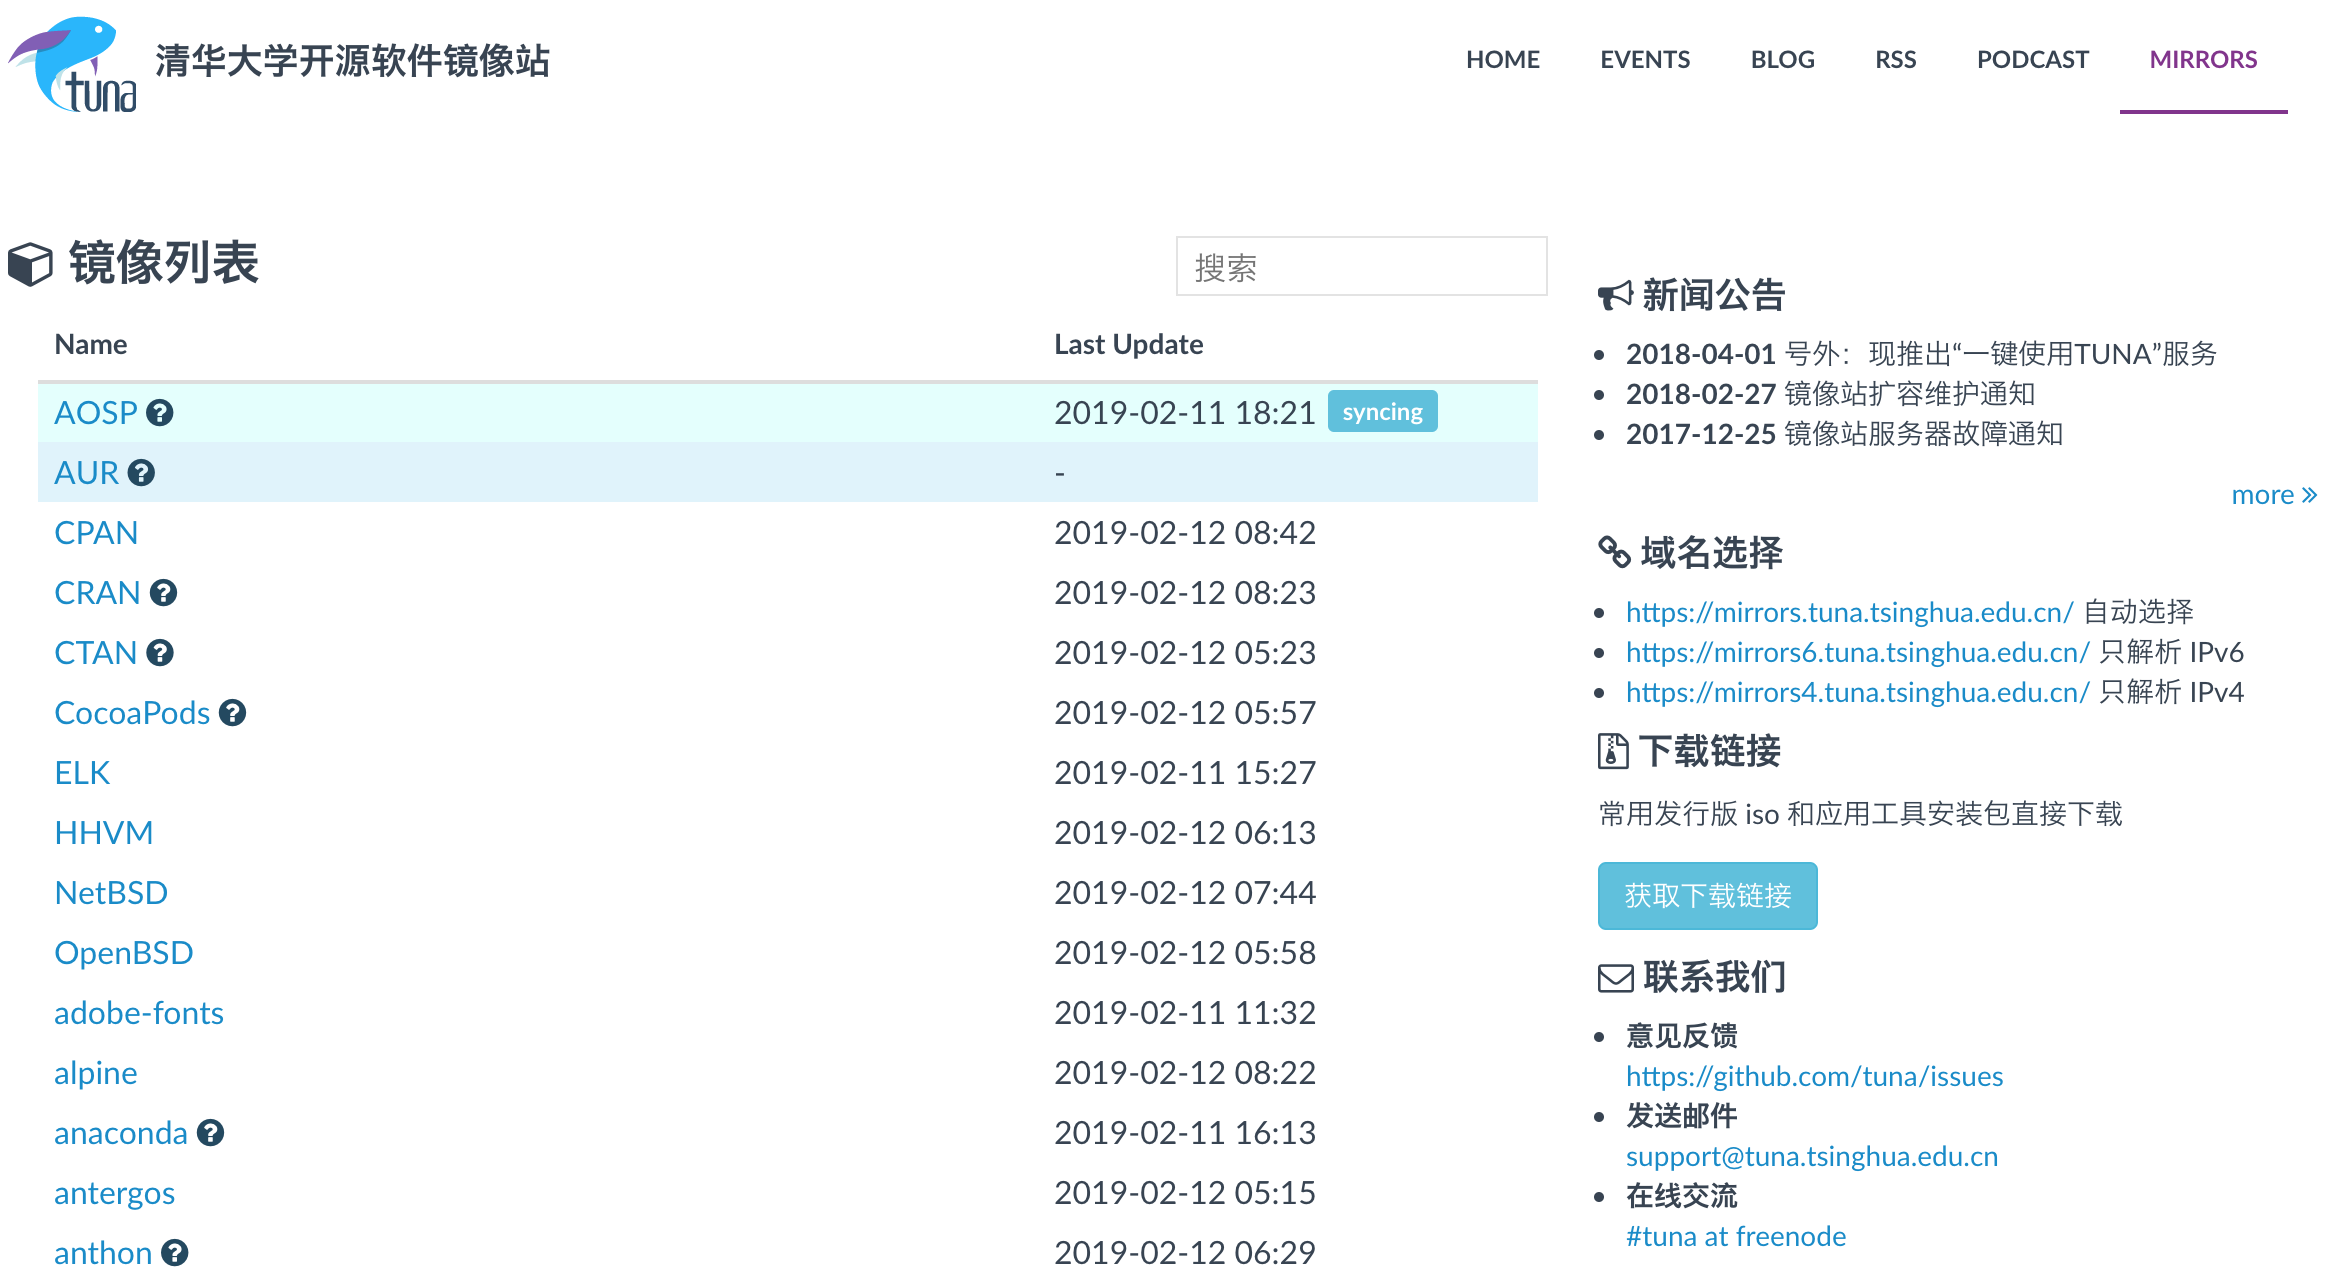 tuna
清华大学开源软件镜像站
HOME EVENTS BLOG RSS PODCAST MIRRORS
镜像列表
搜索
Name Last Update
AOSP 2019-02-11 18:21 syncing
AUR -
CPAN 2019-02-12 08:42
CRAN 2019-02-12 08:23
CTAN 2019-02-12 05:23
CocoaPods 2019-02-12 05:57
ELK 2019-02-11 15:27
HHVM 2019-02-12 06:13
NetBSD 2019-02-12 07:44
OpenBSD 2019-02-12 05:58
adobe-fonts 2019-02-11 11:32
alpine 2019-02-12 08:22
anaconda 2019-02-11 16:13
antergos 2019-02-12 05:15
anthon 2019-02-12 06:29
新闻公告
2018-04-01 号外：现推出“一键使用TUNA”服务
2018-02-27 镜像站扩容维护通知
2017-12-25 镜像站服务器故障通知
more »
域名选择
https://mirrors.tuna.tsinghua.edu.cn/ 自动选择
https://mirrors6.tuna.tsinghua.edu.cn/ 只解析 IPv6
https://mirrors4.tuna.tsinghua.edu.cn/ 只解析 IPv4
下载链接
常用发行版 iso 和应用工具安装包直接下载
获取下载链接
联系我们
意见反馈
https://github.com/tuna/issues
发送邮件
support@tuna.tsinghua.edu.cn
在线交流
#tuna at freenode